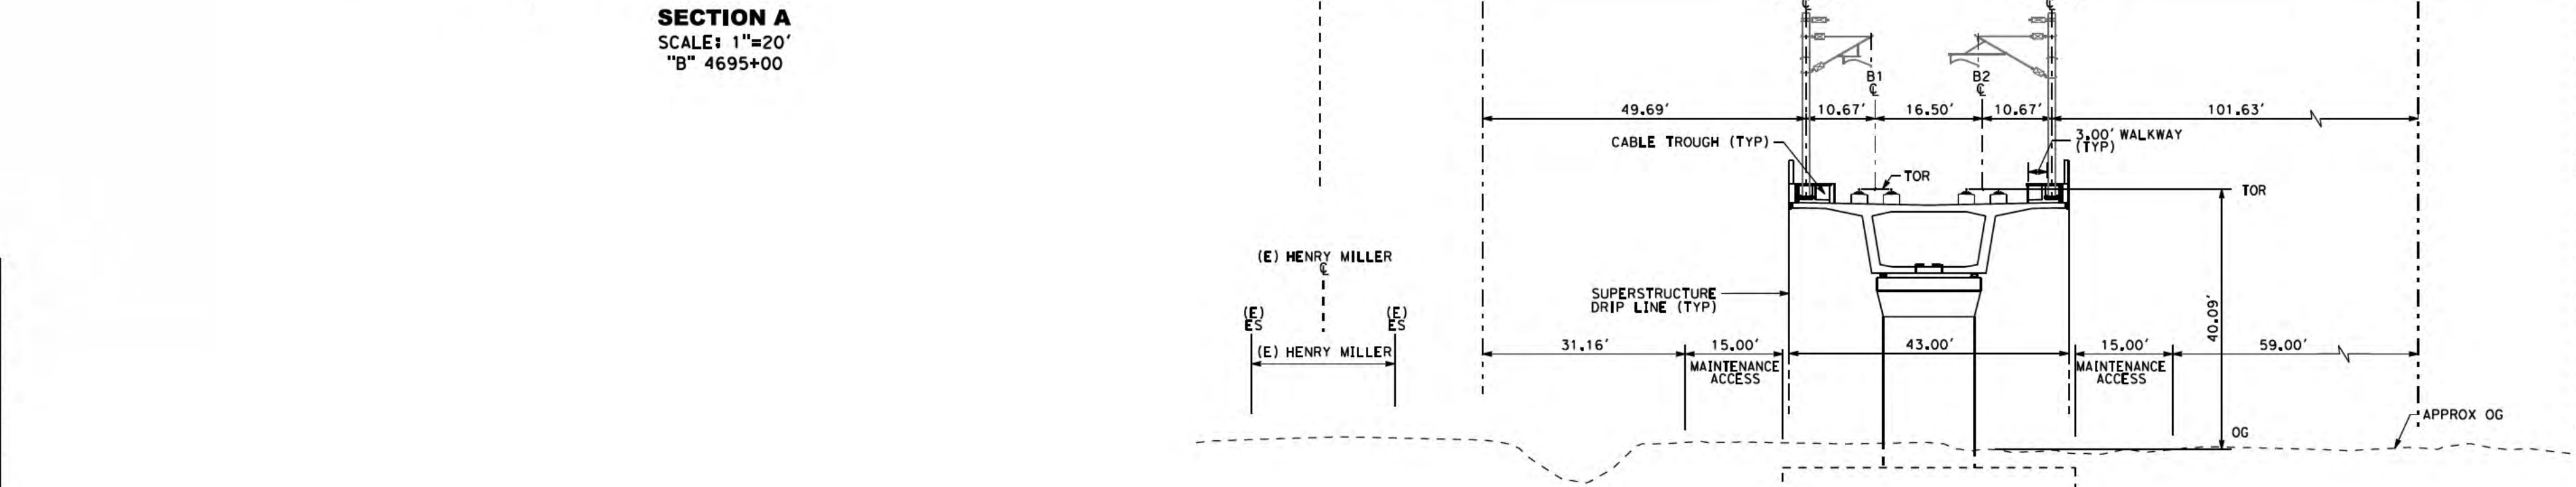 SECTION A
SCALE: 1"=20'
"B" 4695+00
℄
℄
B1
℄
B2
℄
49.69'
10.67'
16.50'
10.67'
101.63'
CABLE TROUGH (TYP)
3.00' WALKWAY
(TYP)
TOR
TOR
(E) HENRY MILLER
℄
SUPERSTRUCTURE
DRIP LINE (TYP)
40.09'
(E)
ES
(E)
ES
(E) HENRY MILLER
31.16'
15.00'
MAINTENANCE
ACCESS
43.00'
15.00'
MAINTENANCE
ACCESS
59.00'
APPROX OG
OG